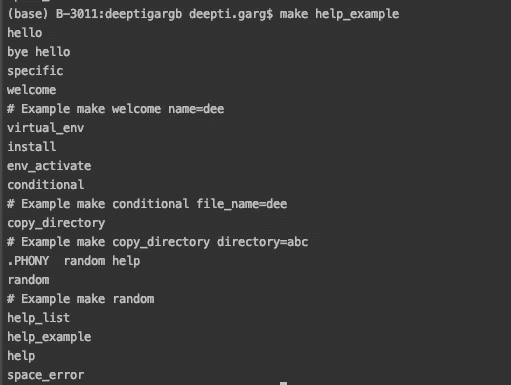 (base) B-3011:deeptigargb deepti.garg$ make help_example
hello
bye hello
specific
welcome
# Example make welcome name=dee
virtual_env
install
env_activate
conditional
# Example make conditional file_name=dee
copy_directory
# Example make copy_directory directory=abc
.PHONY  random help
random
# Example make random
help_list
help_example
help
space_error